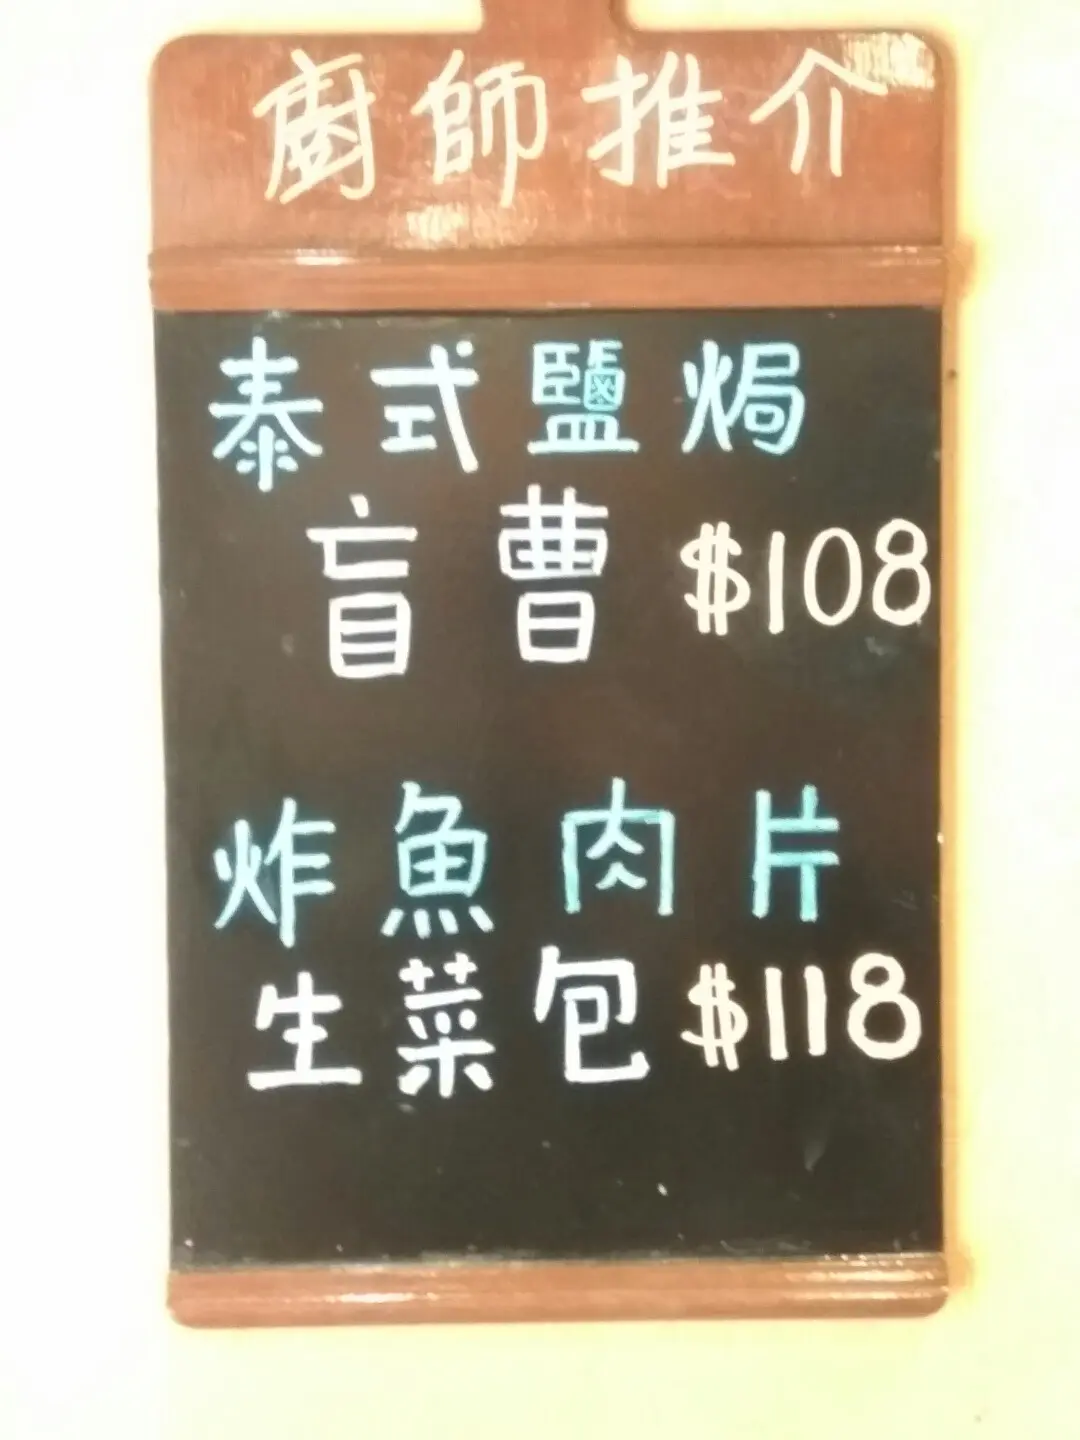 廚師推介
泰式鹽焗
盲曹 $108
炸魚肉片
生菜包 $118